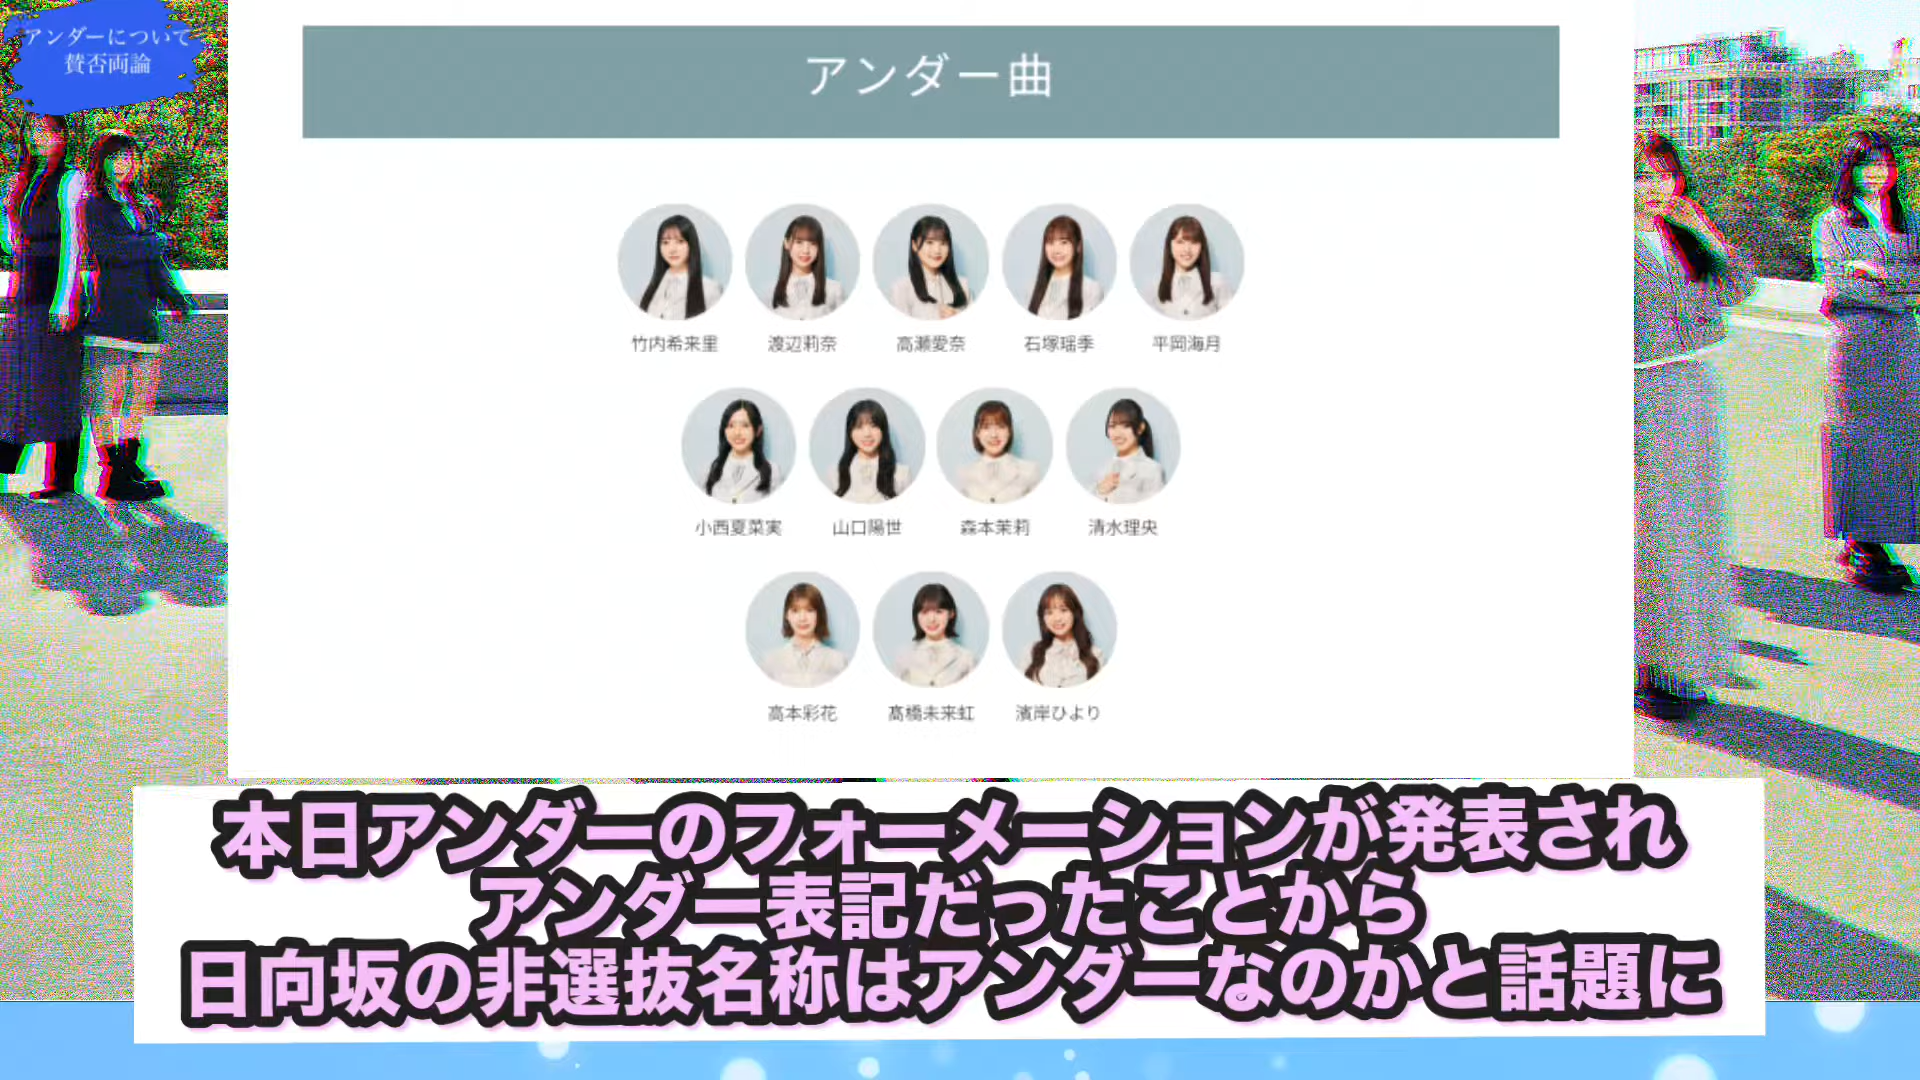 アンダーについて
賛否両論
アンダー曲
竹内希来里 渡辺莉奈 高瀬愛奈 石塚瑶季 平岡海月
小西夏菜実 山口陽世 森本茉莉 清水理央
高本彩花 髙橋未来虹 濱岸ひより
本日アンダーのフォーメーションが発表され
アンダー表記だったことから
日向坂の非選抜名称はアンダーなのかと話題に